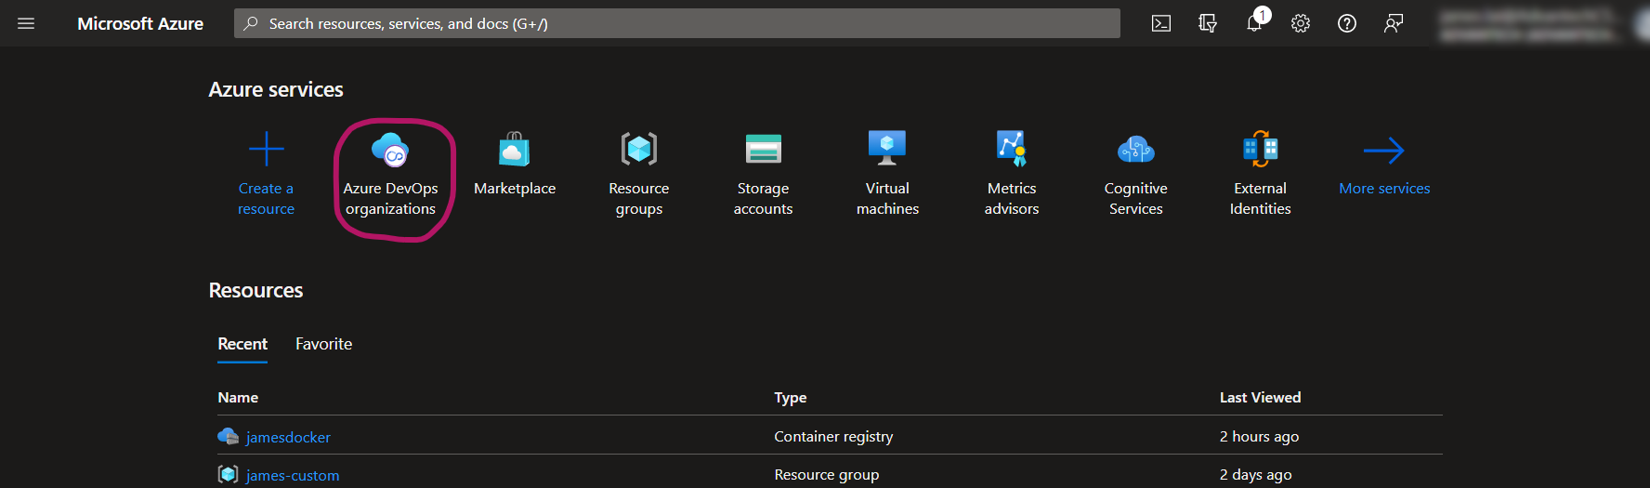 Microsoft Azure
Search resources, services, and docs (G+/)
1
Azure services
Create a
resource
Azure DevOps
organizations
Marketplace
Resource
groups
Storage
accounts
Virtual
machines
Metrics
advisors
Cognitive
Services
External
Identities
More services
Resources
Recent Favorite
Name Type Last Viewed
jamesdocker Container registry 2 hours ago
james-custom Resource group 2 days ago